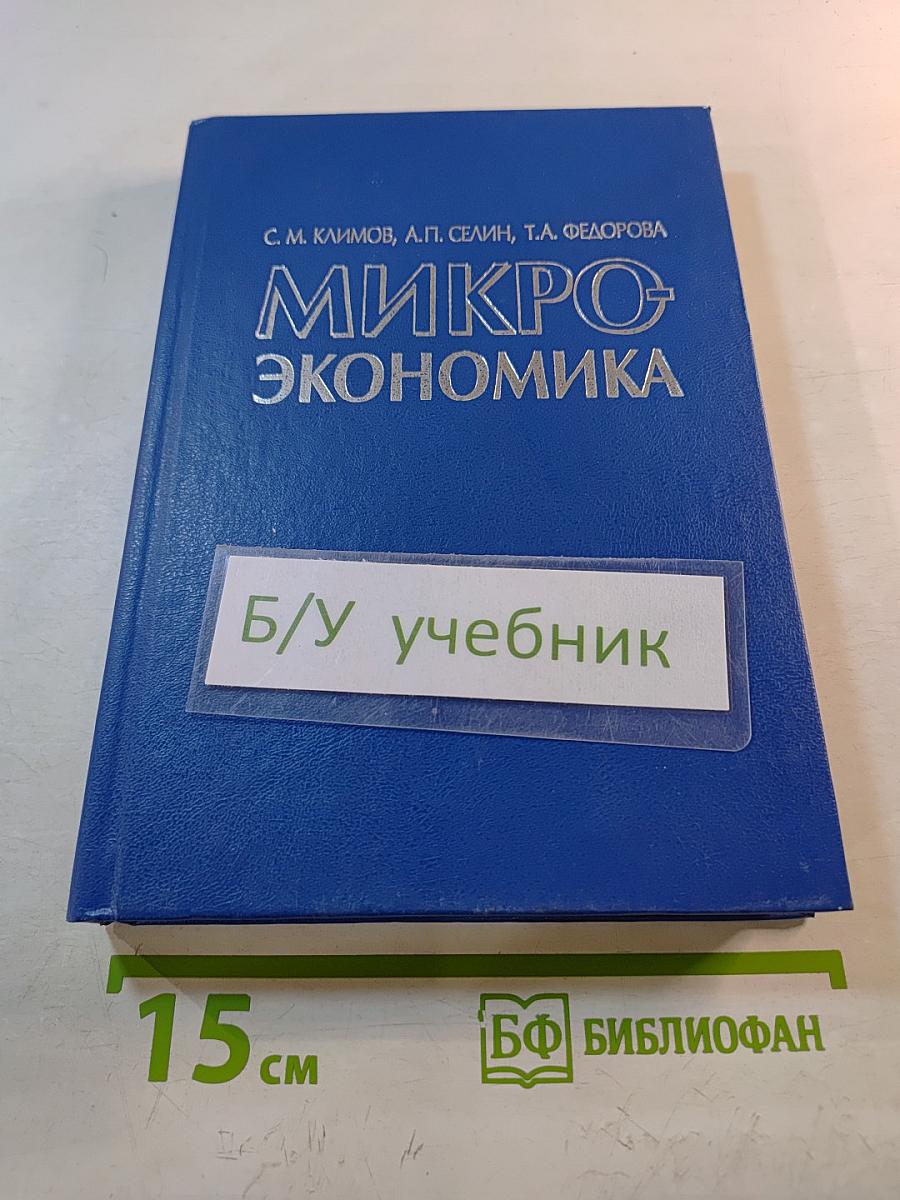 С. М. КЛИМОВ, А.П. СЕЛИН, Т.А. ФЕДОРОВА
МИКРО-
ЭКОНОМИКА
Б/У учебник
15 см
БФ БИБЛИОФАН